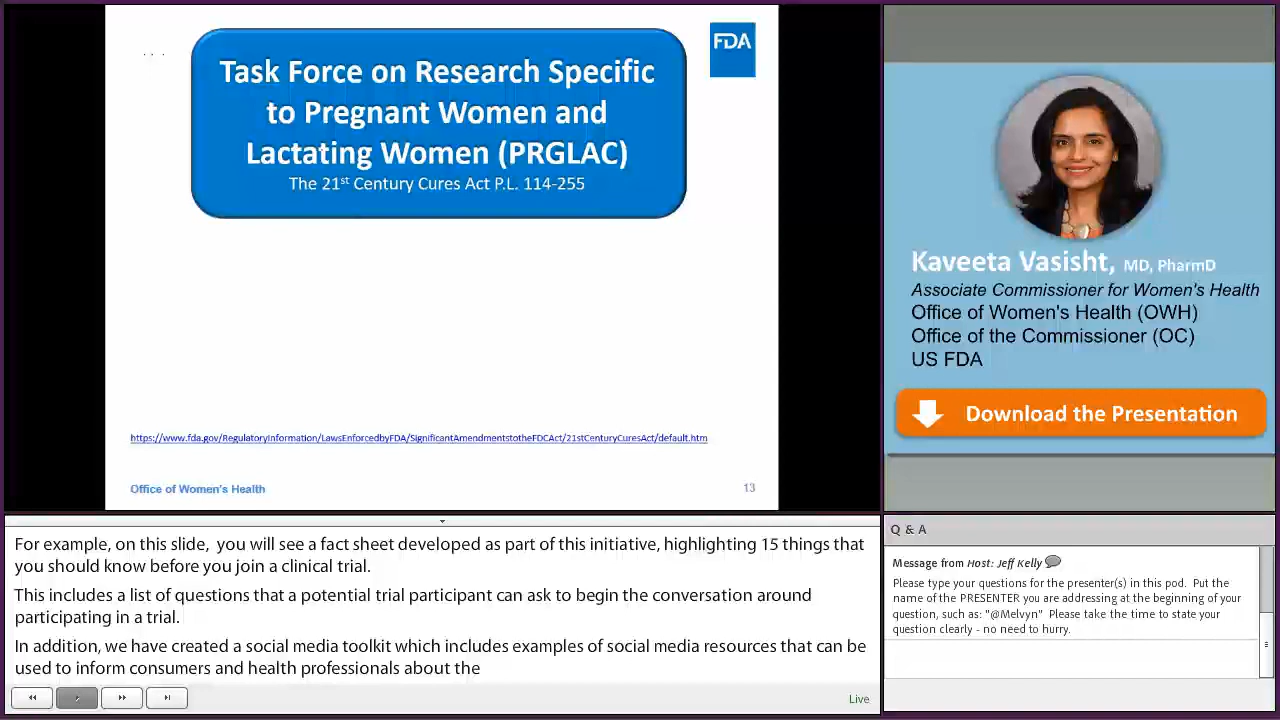 . . .
FDA
Task Force on Research Specific
to Pregnant Women and
Lactating Women (PRGLAC)
The 21st Century Cures Act P.L. 114-255
https://www.fda.gov/RegulatoryInformation/LawsEnforcedbyFDA/SignificantAmendmentstotheFDCAct/21stCenturyCuresAct/default.htm
Office of Women's Health
13
Kaveeta Vasisht, MD, PharmD
Associate Commissioner for Women's Health
Office of Women's Health (OWH)
Office of the Commissioner (OC)
US FDA
Download the Presentation
For example, on this slide, you will see a fact sheet developed as part of this initiative, highlighting 15 things that
you should know before you join a clinical trial.
This includes a list of questions that a potential trial participant can ask to begin the conversation around
participating in a trial.
In addition, we have created a social media toolkit which includes examples of social media resources that can be
used to inform consumers and health professionals about the
Live
Q & A
Message from Host: Jeff Kelly
Please type your questions for the presenter(s) in this pod. Put the
name of the PRESENTER you are addressing at the beginning of your
question, such as: "@Melvyn" Please take the time to state your
question clearly - no need to hurry.